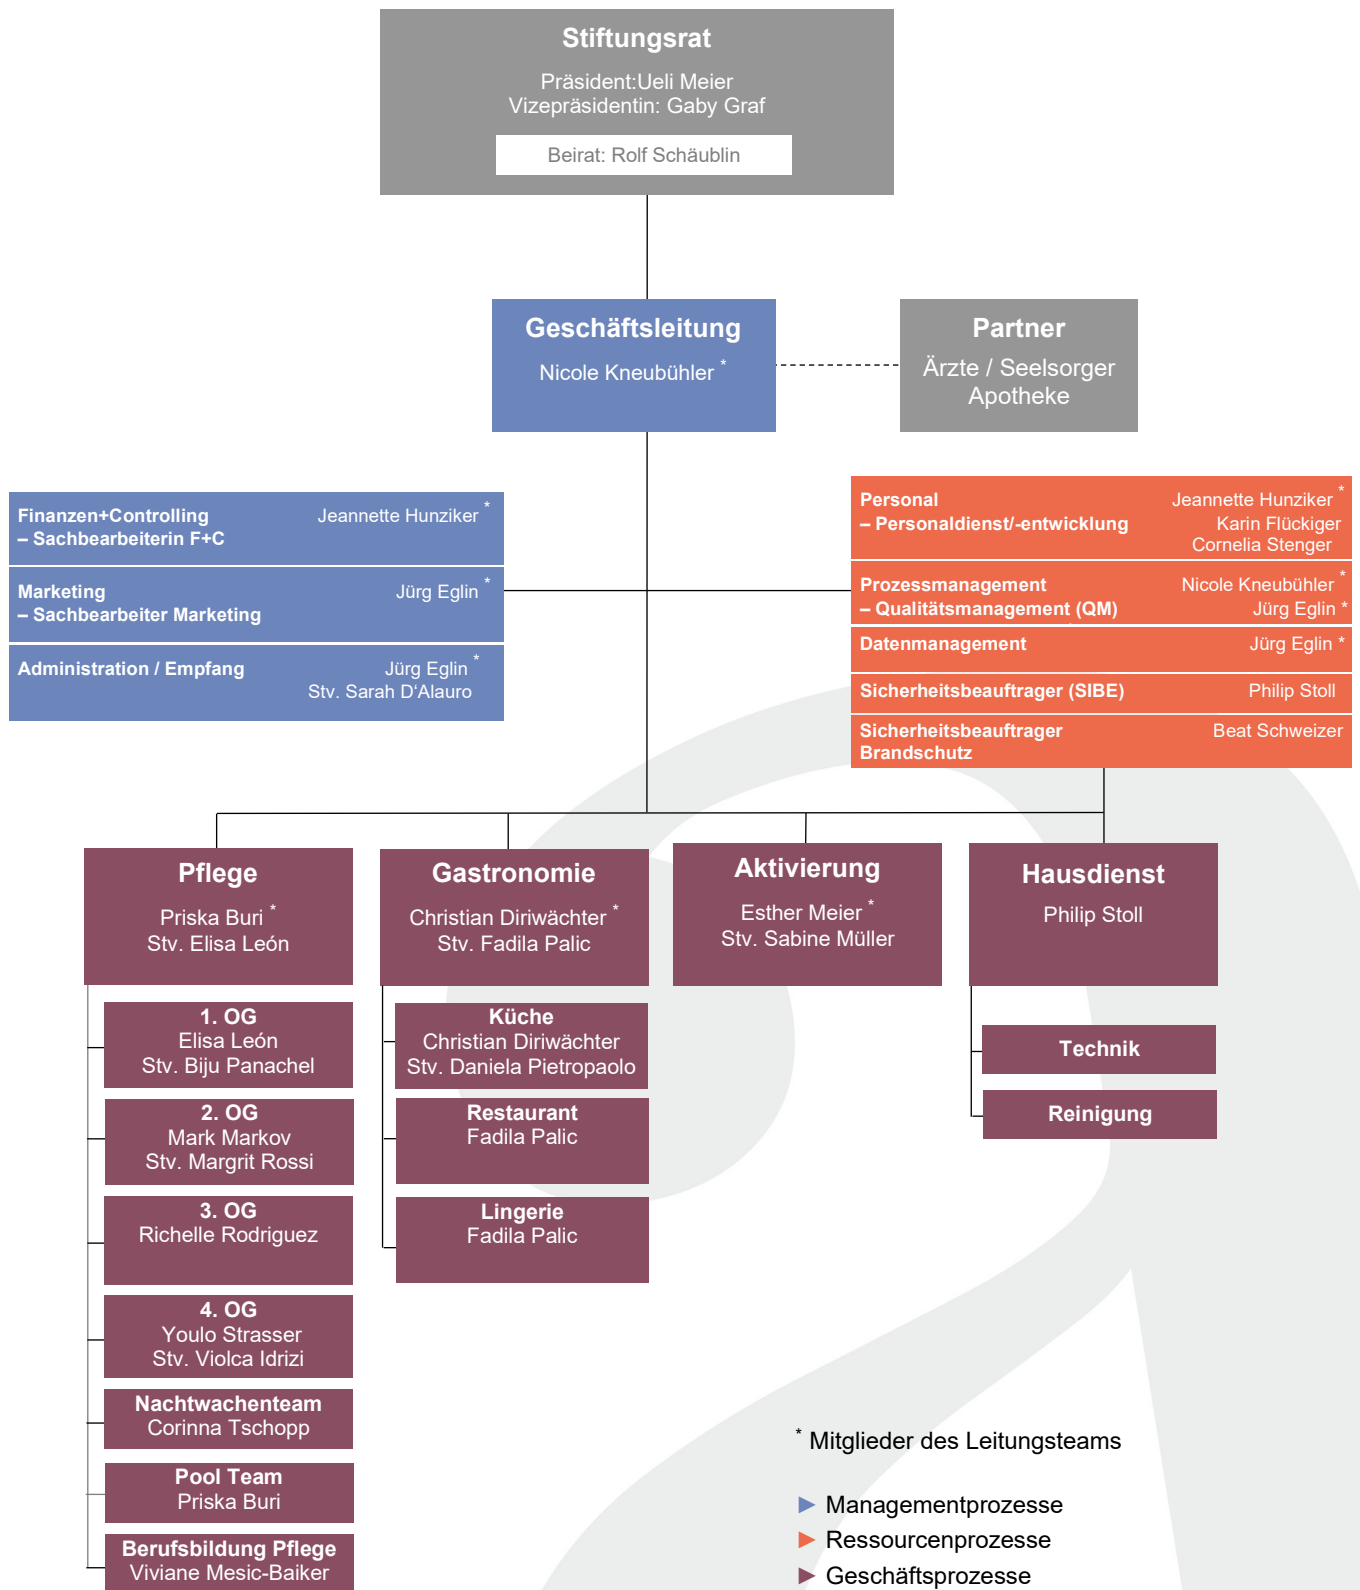 Stiftungsrat
Präsident:Ueli Meier
Vizepräsidentin: Gaby Graf
Beirat: Rolf Schäublin
Geschäftsleitung
Nicole Kneubühler *
Partner
Ärzte / Seelsorger
Apotheke
Finanzen+Controlling Jeannette Hunziker *
– Sachbearbeiterin F+C
Marketing Jürg Eglin *
– Sachbearbeiter Marketing
Administration / Empfang Jürg Eglin *
Stv. Sarah D‘Alauro
Personal Jeannette Hunziker *
– Personaldienst/-entwicklung Karin Flückiger
Cornelia Stenger
Prozessmanagement Nicole Kneubühler *
– Qualitätsmanagement (QM) Jürg Eglin *
Datenmanagement Jürg Eglin *
Sicherheitsbeauftrager (SIBE) Philip Stoll
Sicherheitsbeauftrager Beat Schweizer
Brandschutz
Pflege
Priska Buri *
Stv. Elisa León
Gastronomie
Christian Diriwächter *
Stv. Fadila Palic
Aktivierung
Esther Meier *
Stv. Sabine Müller
Hausdienst
Philip Stoll
1. OG
Elisa León
Stv. Biju Panachel
2. OG
Mark Markov
Stv. Margrit Rossi
3. OG
Richelle Rodriguez
4. OG
Youlo Strasser
Stv. Violca Idrizi
Nachtwachenteam
Corinna Tschopp
Pool Team
Priska Buri
Berufsbildung Pflege
Viviane Mesic-Baiker
Küche
Christian Diriwächter
Stv. Daniela Pietropaolo
Restaurant
Fadila Palic
Lingerie
Fadila Palic
Technik
Reinigung
* Mitglieder des Leitungsteams
Managementprozesse
Ressourcenprozesse
Geschäftsprozesse